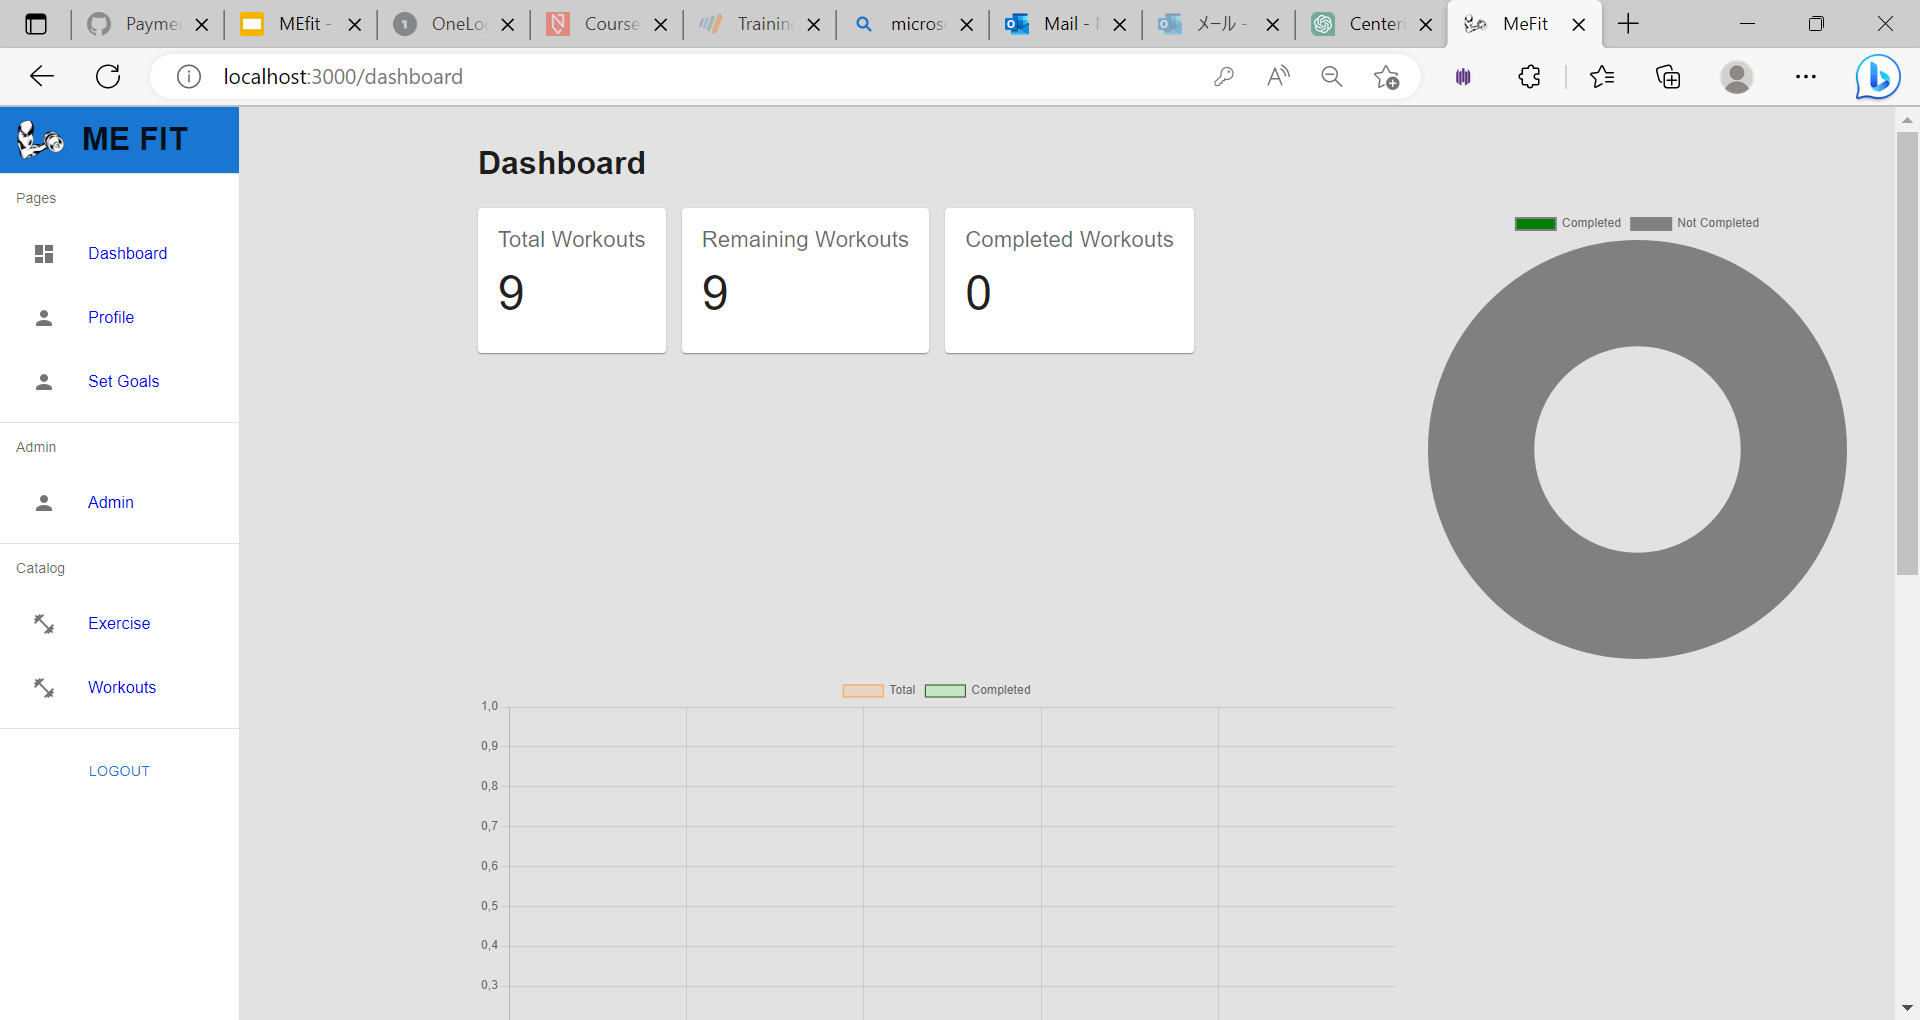 Payme
MEfit -
OneLo
Course
Training
micros
Mail -
メール -
Centeri
MeFit
localhost:3000/dashboard
ME FIT
Pages
Dashboard
Profile
Set Goals
Admin
Admin
Catalog
Exercise
Workouts
LOGOUT
Dashboard
Total Workouts
9
Remaining Workouts
9
Completed Workouts
0
Completed Not Completed
Total Completed
1,0
0,9
0,8
0,7
0,6
0,5
0,4
0,3